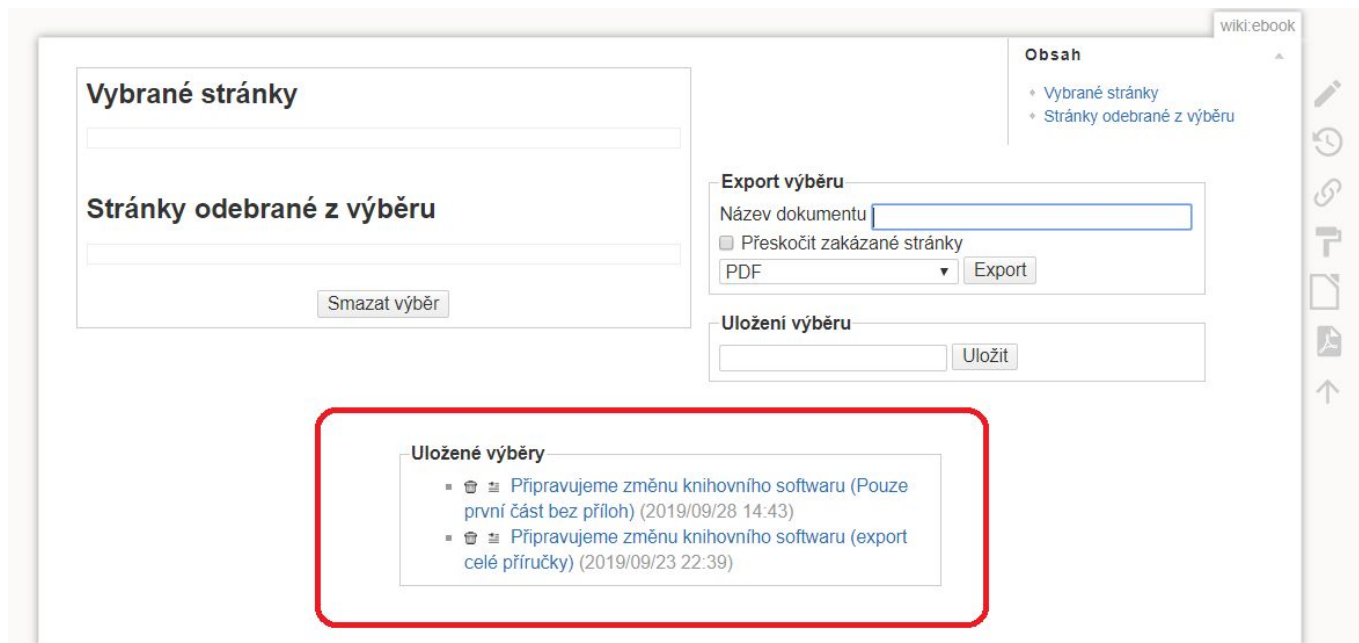 wiki:ebook
Obsah
Vybrané stránky
Stránky odebrané z výběru
Vybrané stránky
Stránky odebrané z výběru
Smazat výběr
Export výběru
Název dokumentu
Přeskočit zakázané stránky
PDF
Export
Uložení výběru
Uložit
Uložené výběry
Připravujeme změnu knihovního softwaru (Pouze
první část bez příloh) (2019/09/28 14:43)
Připravujeme změnu knihovního softwaru (export
celé příručky) (2019/09/23 22:39)